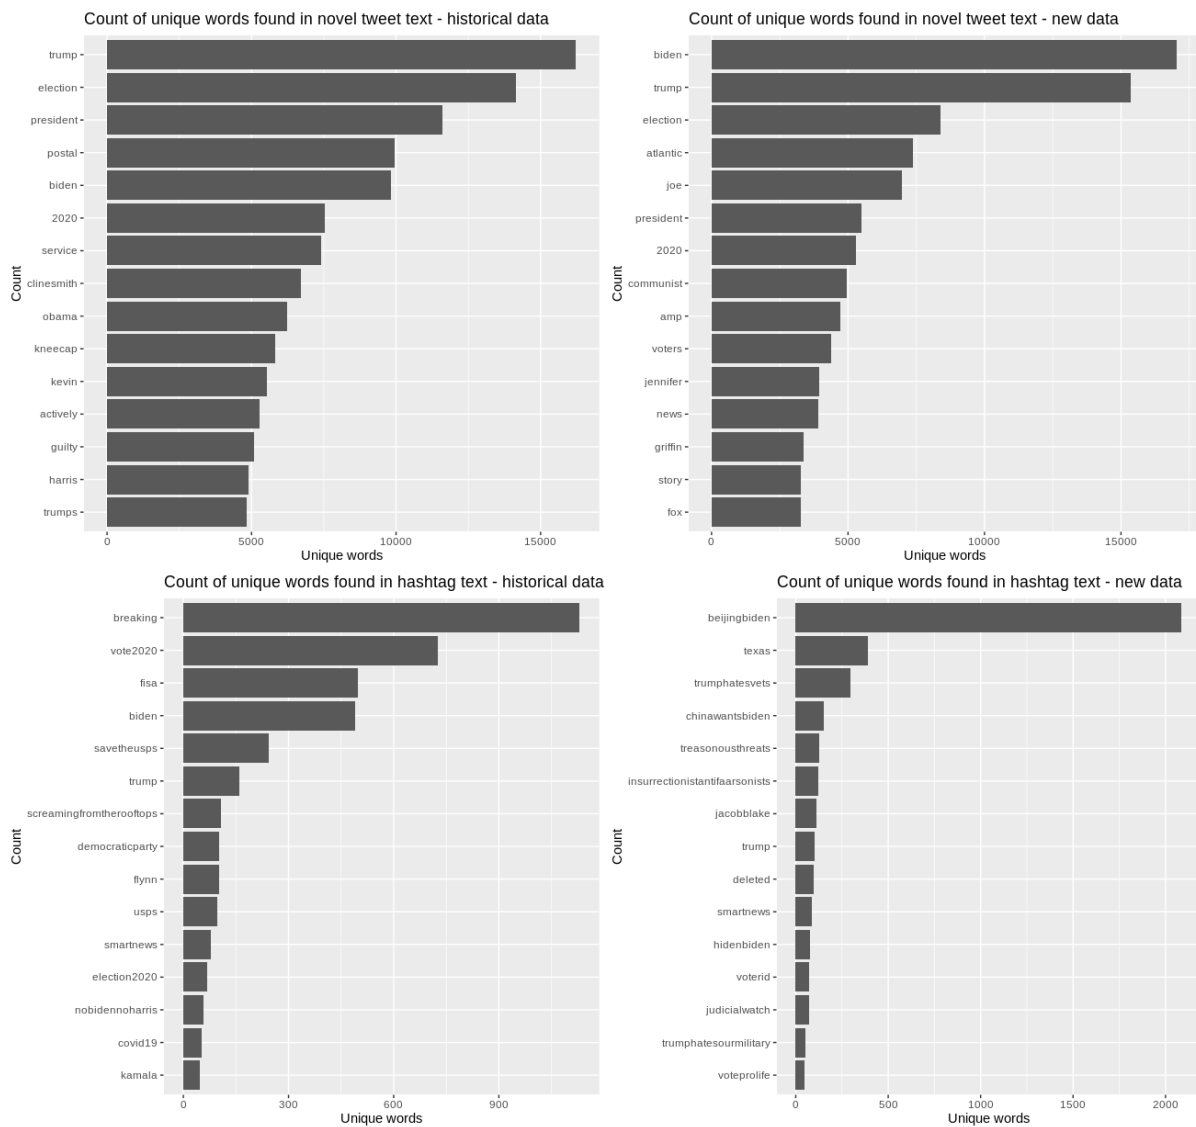 Count of unique words found in novel tweet text - historical data
trump
election
president
postal
biden
2020
service
clinesmith
obama
kneecap
kevin
actively
guilty
harris
trumps
Count
0 5000 10000 15000
Unique words
Count of unique words found in novel tweet text - new data
biden
trump
election
atlantic
joe
president
2020
communist
amp
voters
jennifer
news
griffin
story
fox
Count
0 5000 10000 15000
Unique words
Count of unique words found in hashtag text - historical data
breaking
vote2020
fisa
biden
savetheusps
trump
screamingfromtherooftops
democraticparty
flynn
usps
smartnews
election2020
nobidennoharris
covid19
kamala
Count
0 300 600 900
Unique words
Count of unique words found in hashtag text - new data
beijingbiden
texas
trumphatesvets
chinawantsbiden
treasonousthreats
insurrectionistantifaarsonists
jacobblake
trump
deleted
smartnews
hidenbiden
voterid
judicialwatch
trumphatesourmilitary
voteprolife
Count
0 500 1000 1500 2000
Unique words